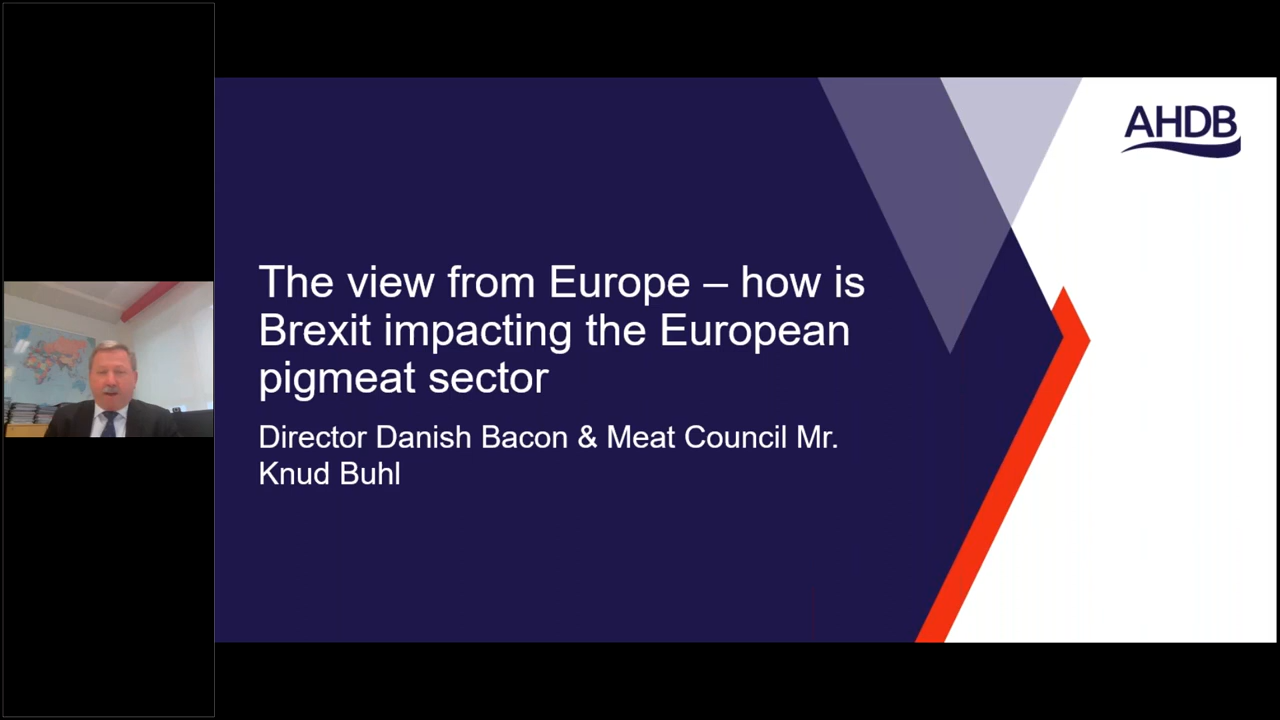 AHDB
The view from Europe – how is
Brexit impacting the European
pigmeat sector
Director Danish Bacon & Meat Council Mr.
Knud Buhl